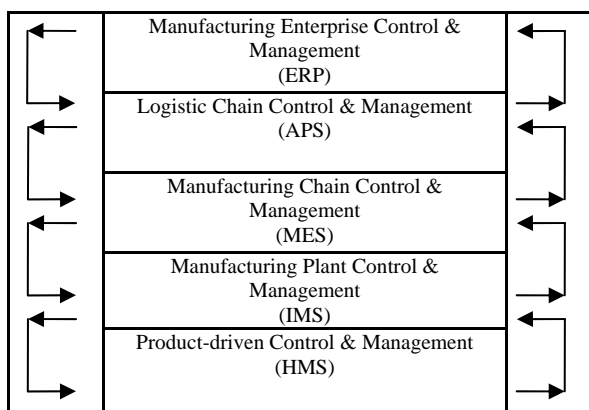 Manufacturing Enterprise Control &
Management
(ERP)
Logistic Chain Control & Management
(APS)
Manufacturing Chain Control &
Management
(MES)
Manufacturing Plant Control &
Management
(IMS)
Product-driven Control & Management
(HMS)